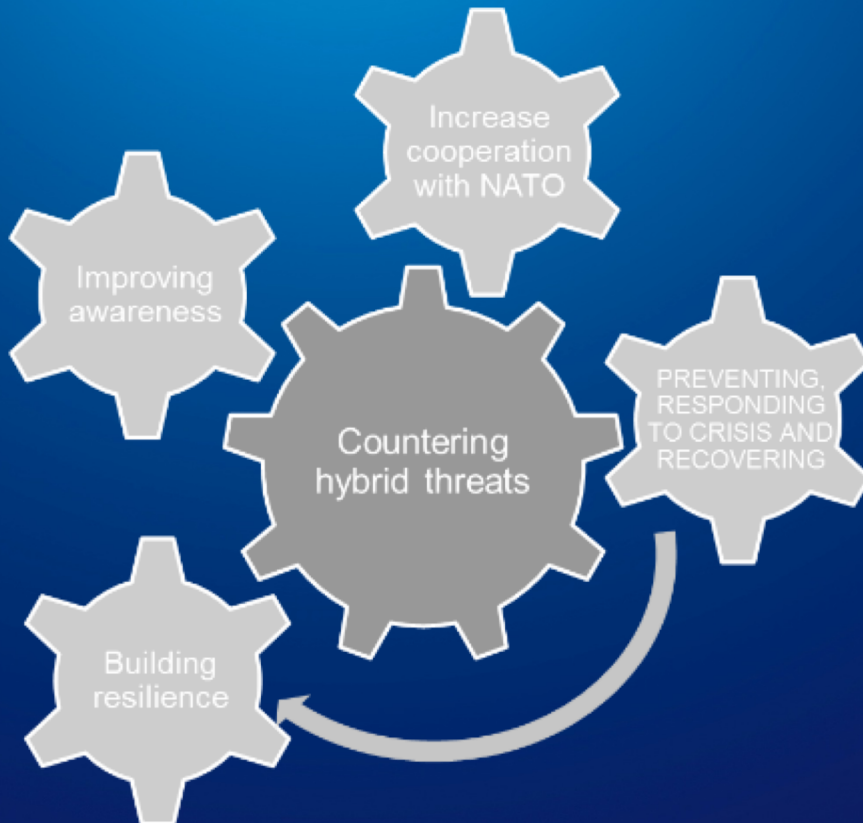 Increase
cooperation
with NATO
Improving
awareness
PREVENTING,
RESPONDING
TO CRISIS AND
RECOVERING
Countering
hybrid threats
Building
resilience